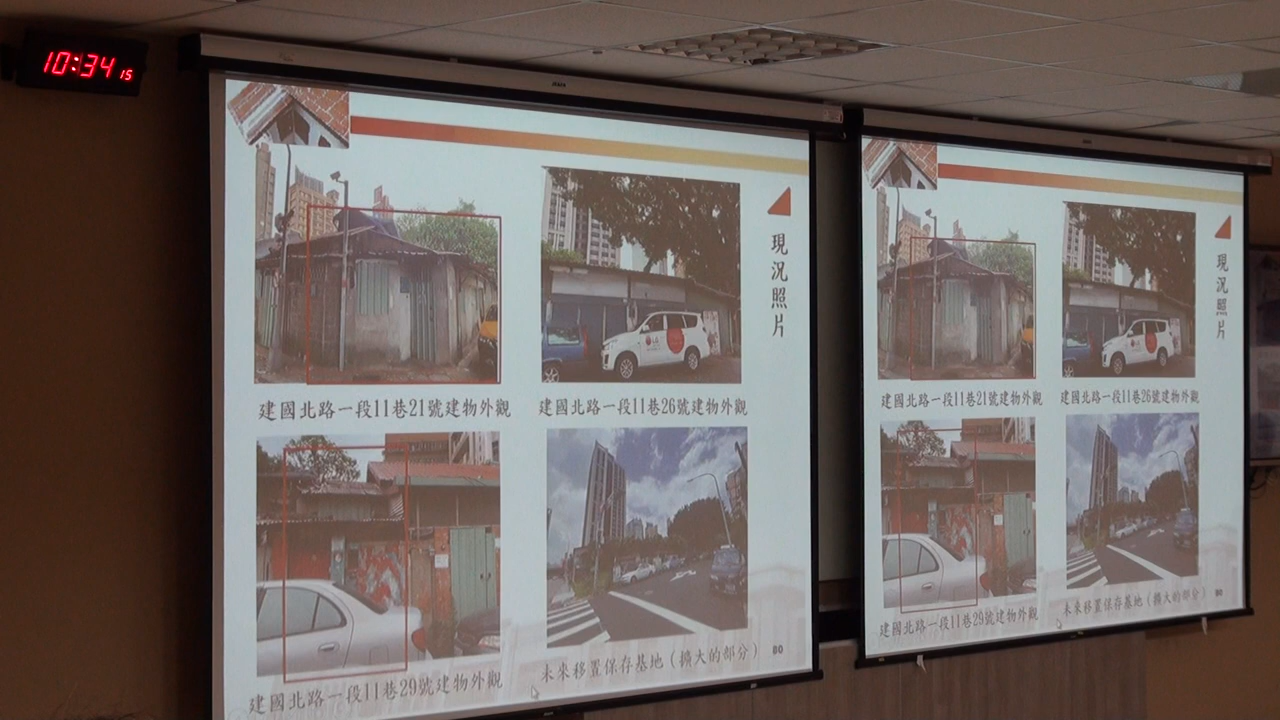 10:34 15
現況照片
建國北路一段11巷21號建物外觀
建國北路一段11巷26號建物外觀
建國北路一段11巷29號建物外觀
未來移置保存基地（擴大的部分）
80
現況照片
建國北路一段11巷21號建物外觀
建國北路一段11巷26號建物外觀
建國北路一段11巷29號建物外觀
未來移置保存基地（擴大的部分）
80